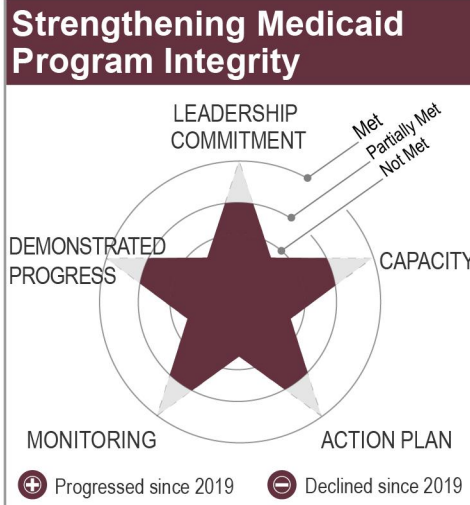 Strengthening Medicaid
Program Integrity
LEADERSHIP
COMMITMENT
Met
Partially Met
Not Met
DEMONSTRATED
PROGRESS
CAPACITY
MONITORING
ACTION PLAN
Progressed since 2019
Declined since 2019